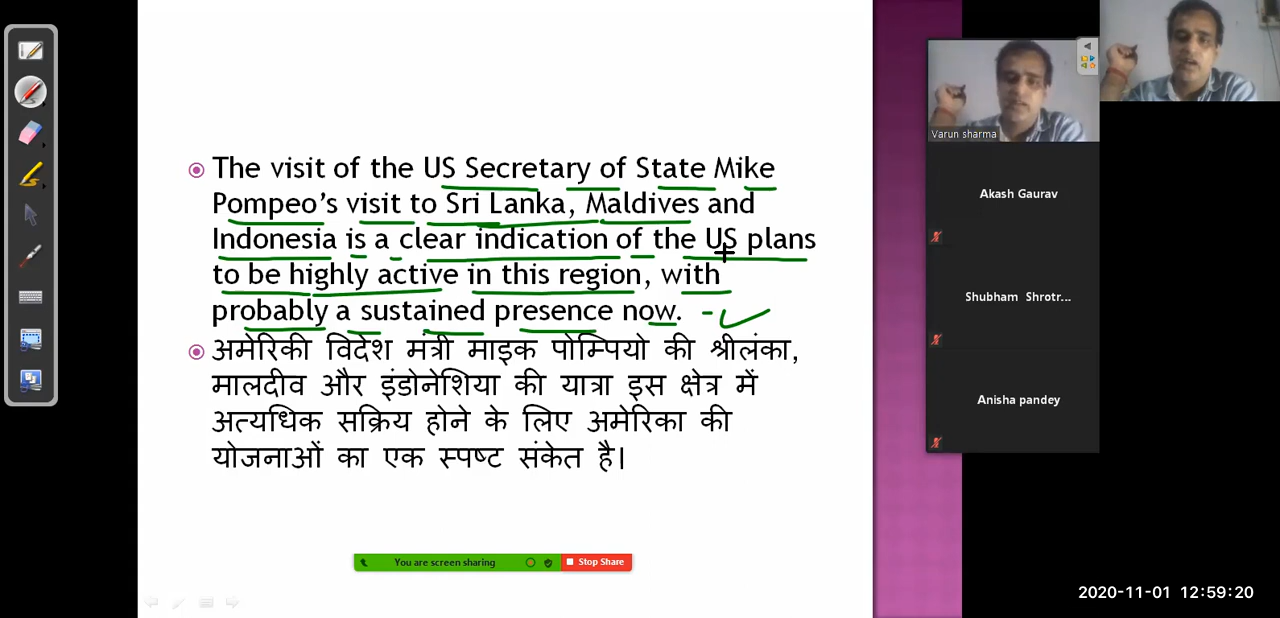 The visit of the US Secretary of State Mike
Pompeo’s visit to Sri Lanka, Maldives and
Indonesia is a clear indication of the US plans
to be highly active in this region, with
probably a sustained presence now.
अमेरिकी विदेश मंत्री माइक पोम्पियो की श्रीलंका,
मालदीव और इंडोनेशिया की यात्रा इस क्षेत्र में
अत्यधिक सक्रिय होने के लिए अमेरिका की
योजनाओं का एक स्पष्ट संकेत है।
You are screen sharing
Stop Share
Varun sharma
Akash Gaurav
Shubham Shrotr...
Anisha pandey
2020-11-01 12:59:20